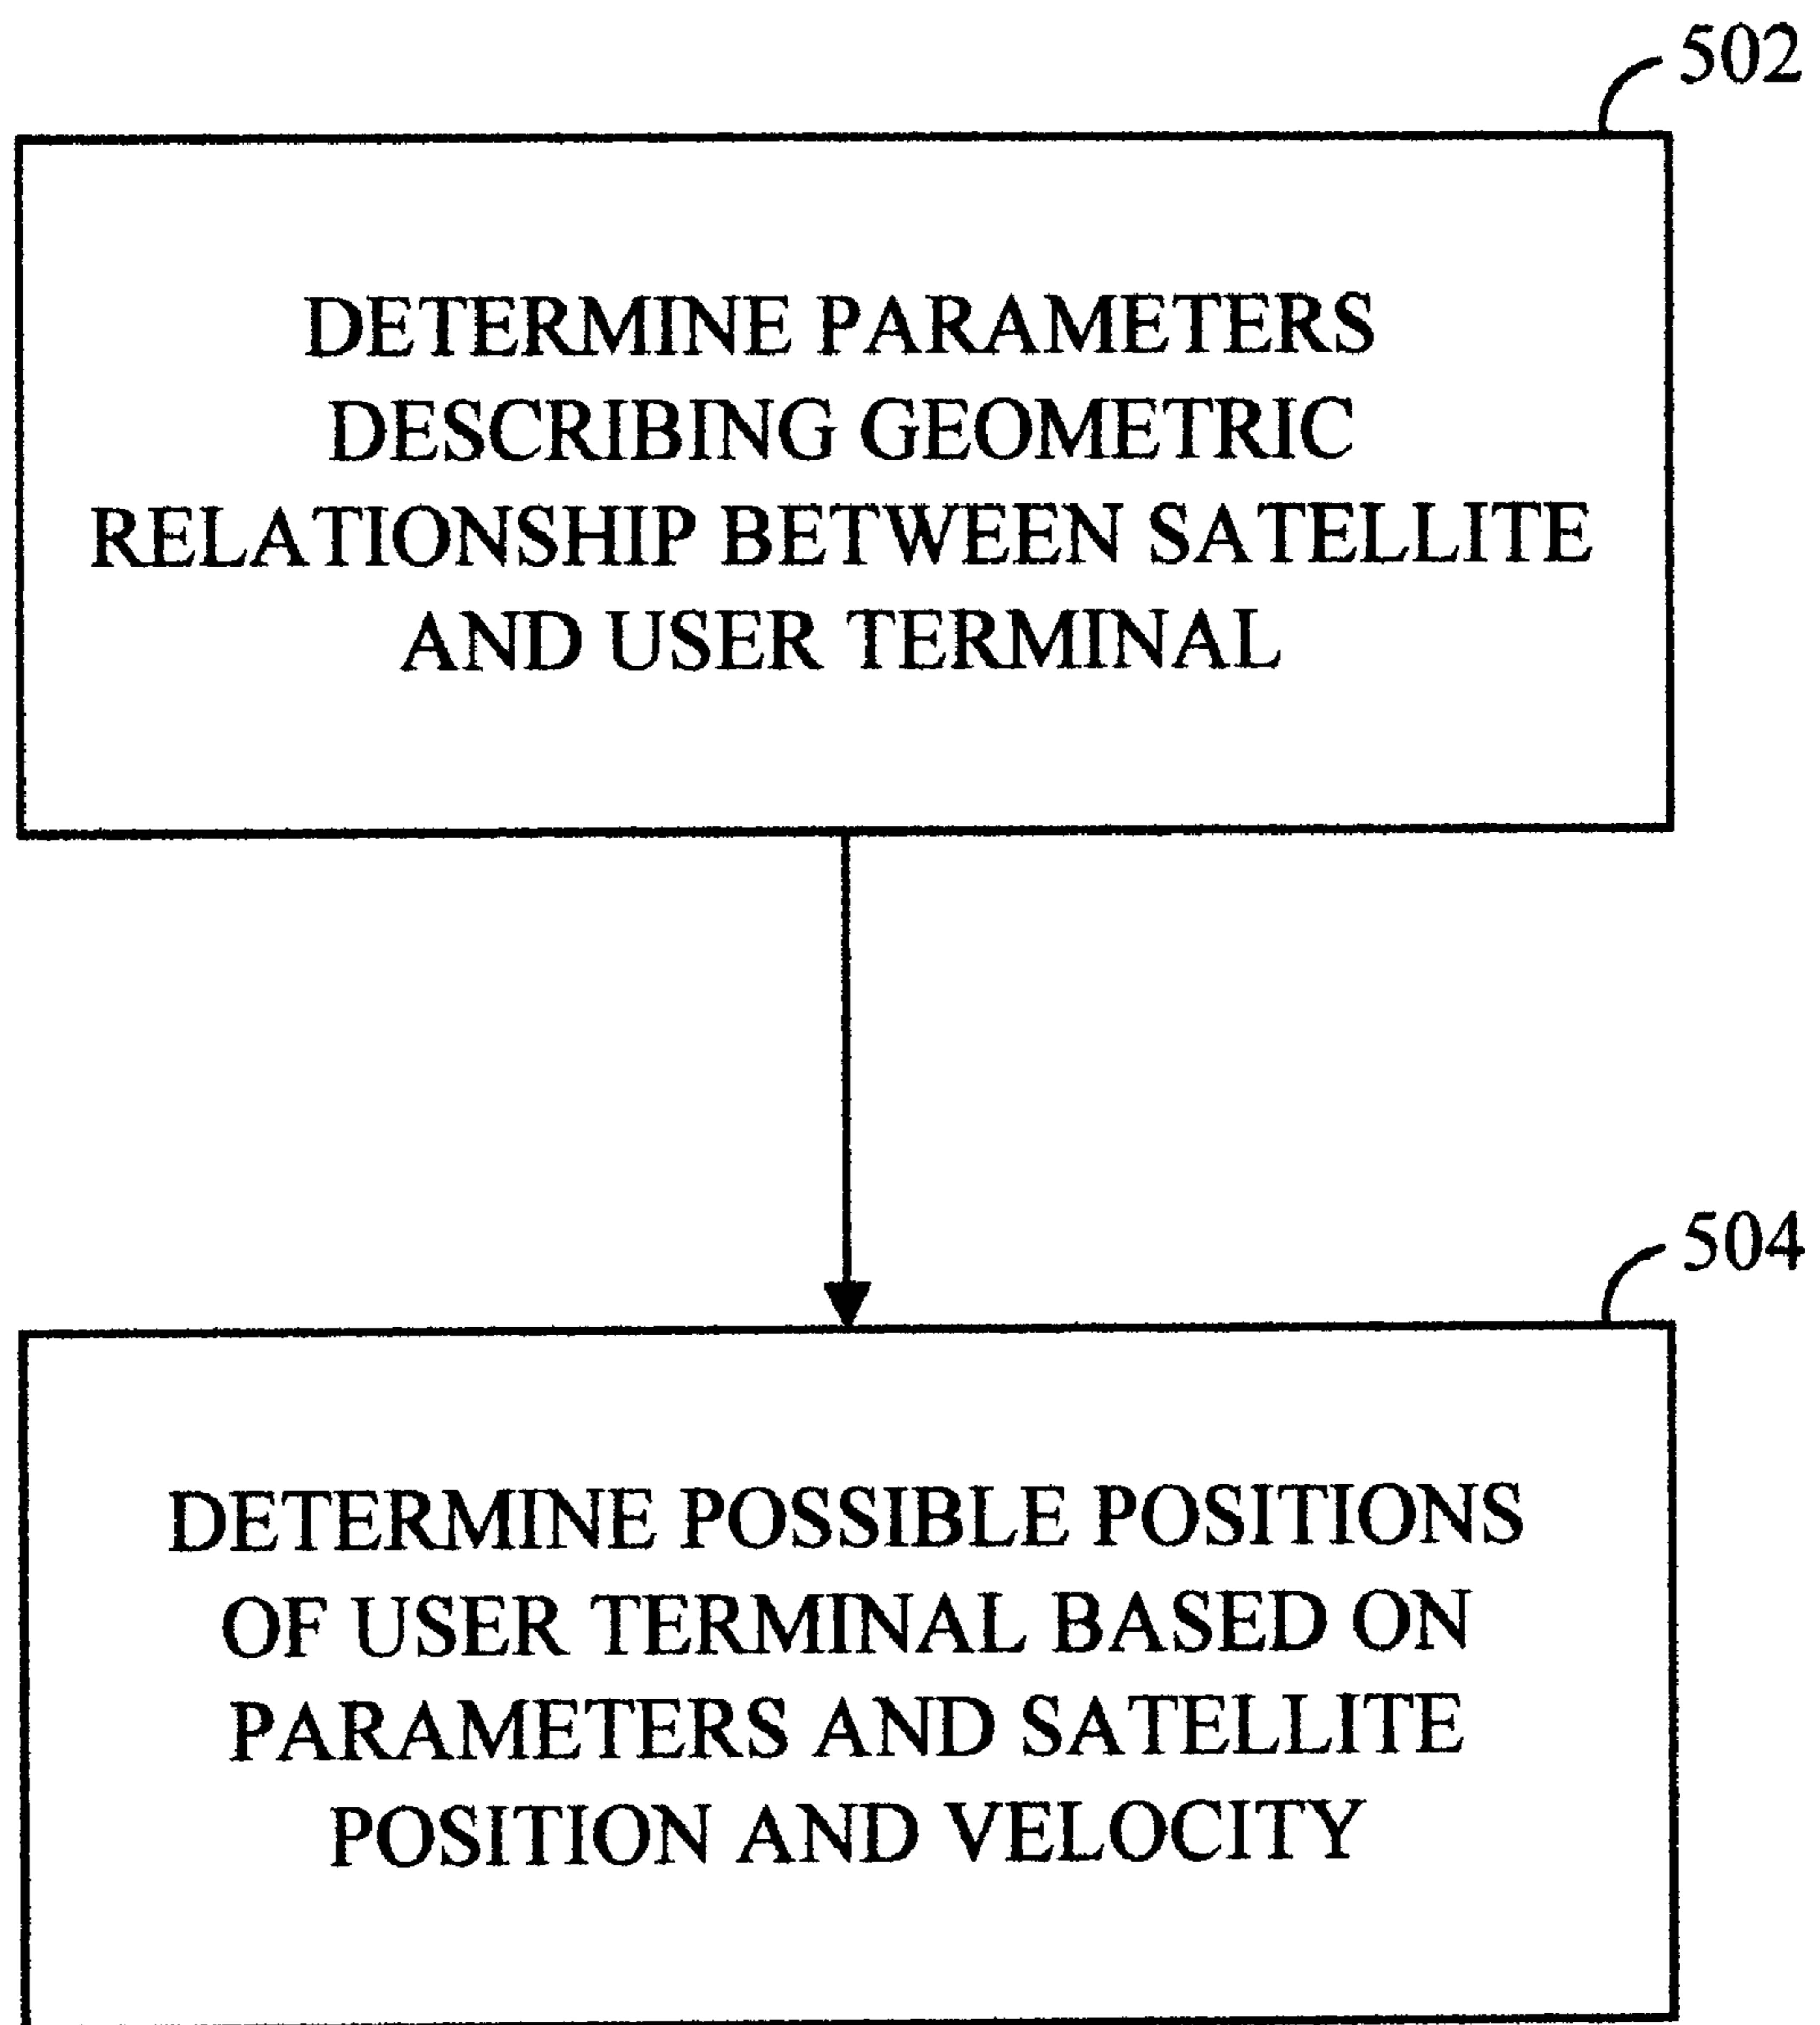 502
DETERMINE PARAMETERS
DESCRIBING GEOMETRIC
RELATIONSHIP BETWEEN SATELLITE
AND USER TERMINAL
504
DETERMINE POSSIBLE POSITIONS
OF USER TERMINAL BASED ON
PARAMETERS AND SATELLITE
POSITION AND VELOCITY